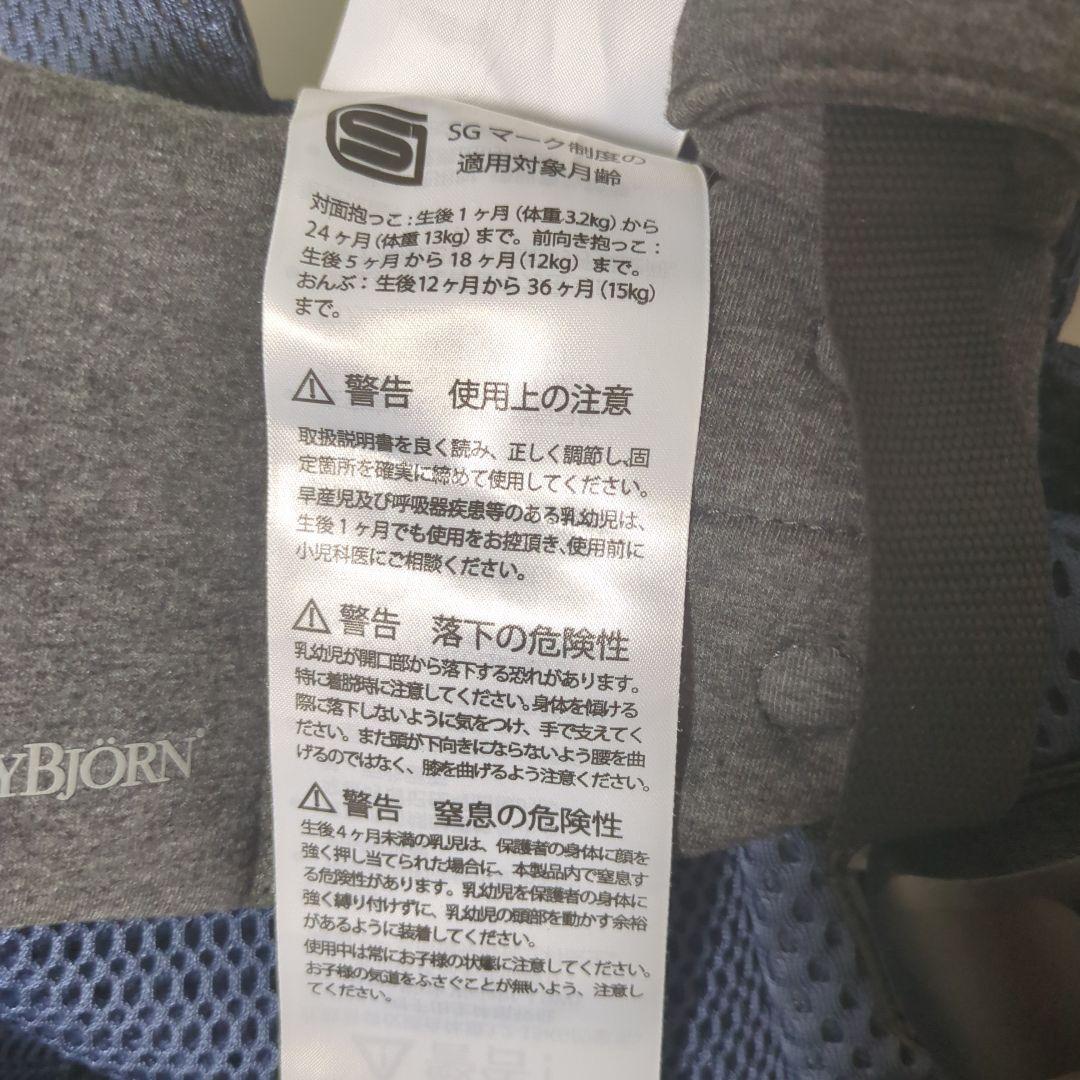 SG マーク制度の
適用対象月齢
対面抱っこ：生後1ヶ月（体重3.2kg）から
24ヶ月（体重13kg）まで。前向き抱っこ：
生後5ヶ月から18ヶ月（12kg）まで。
おんぶ：生後12ヶ月から36ヶ月（15kg）
まで。
警告 使用上の注意
取扱説明書を良く読み、正しく調節し、固
定箇所を確実に締めて使用してください。
早産児及び呼吸器疾患等のある乳幼児は、
生後1ヶ月でも使用をお控頂き、使用前に
小児科医にご相談ください。
警告 落下の危険性
乳幼児が開口部から落下する恐れがあります。
特に着脱時に注意してください。身体を傾ける
際に落下しないように気をつけ、手で支えてく
ださい。また頭が下向きにならないよう腰を曲
げるのではなく、膝を曲げるよう注意ください。
YBJÖRN
警告 窒息の危険性
生後4ヶ月未満の乳児は、保護者の身体に顔を
強く押し当てられた場合に、本製品内で窒息す
る危険性があります。乳幼児を保護者の身体に
強く縛り付けずに、乳幼児の頭部を動かす余裕
があるように装着してください。
使用中は常にお子様の状態に注意してください。
お子様の気道をふさぐことが無いよう、注意し
てください。